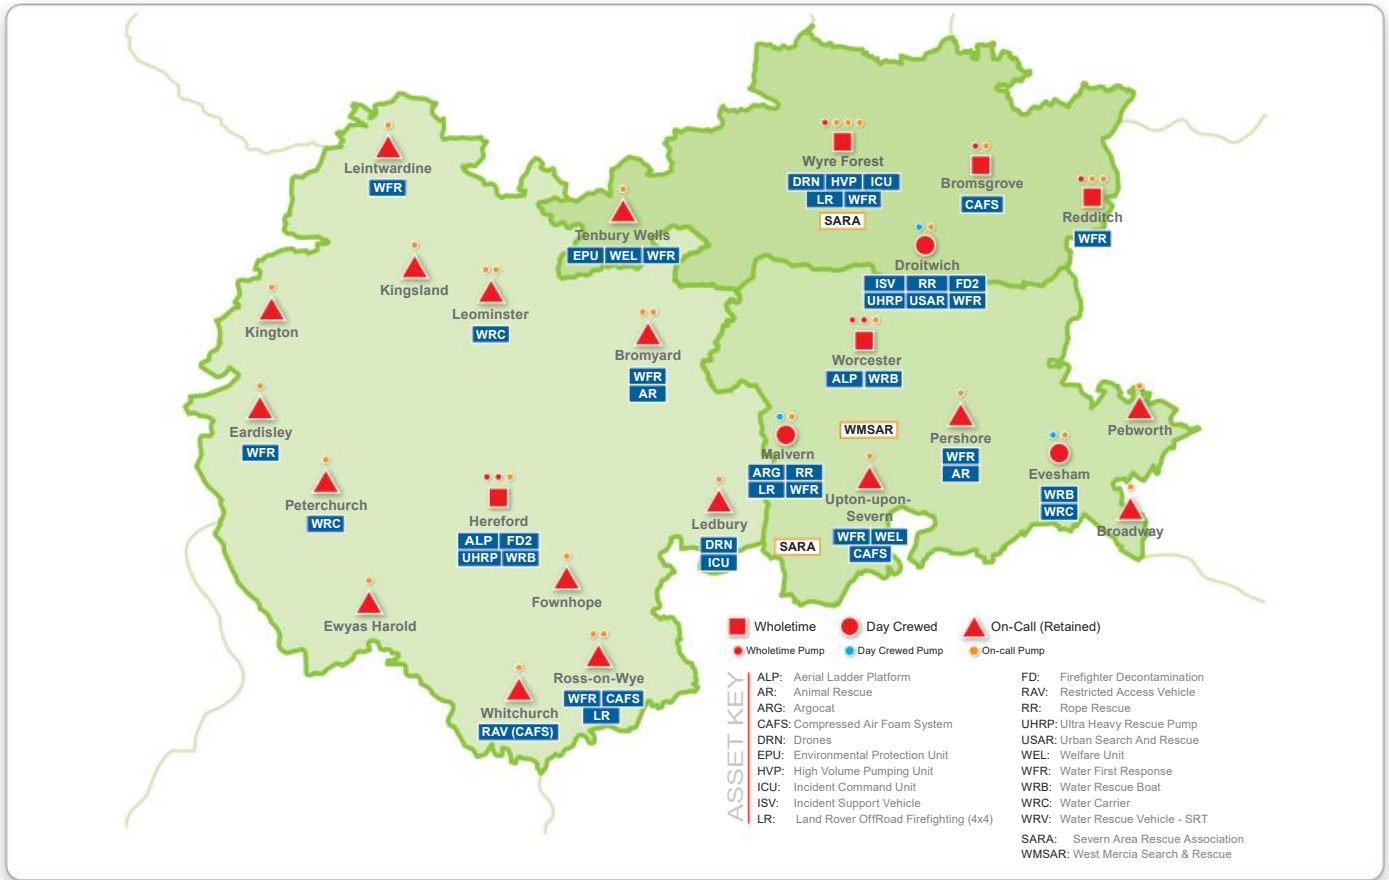 Leintwardine
WFR
Tenbury Wells
EPU WEL WFR
Wyre Forest
DRN HVP ICU
LR WFR
SARA
Bromsgrove
CAFS
Redditch
WFR
Droitwich
ISV RR FD2
UHRP USAR WFR
Kingsland
Leominster
WRC
Kington
Bromyard
WFR
AR
Worcester
ALP WRB
Eardisley
WFR
Peterchurch
WRC
Hereford
ALP FD2
UHRP WRB
Ledbury
DRN
ICU
Malvern
ARG RR
LR WFR
WMSAR
Upton-upon-
Severn
WFR WEL
CAFS
SARA
Pershore
WFR
AR
Evesham
WRB
WRC
Pebworth
Broadway
Fownhope
Ewyas Harold
Ross-on-Wye
WFR CAFS
LR
Whitchurch
RAV (CAFS)
Wholetime Day Crewed On-Call (Retained)
Wholetime Pump Day Crewed Pump On-call Pump
ASSET KEY
ALP: Aerial Ladder Platform
AR: Animal Rescue
ARG: Argocat
CAFS: Compressed Air Foam System
DRN: Drones
EPU: Environmental Protection Unit
HVP: High Volume Pumping Unit
ICU: Incident Command Unit
ISV: Incident Support Vehicle
LR: Land Rover OffRoad Firefighting (4x4)
FD: Firefighter Decontamination
RAV: Restricted Access Vehicle
RR: Rope Rescue
UHRP: Ultra Heavy Rescue Pump
USAR: Urban Search And Rescue
WEL: Welfare Unit
WFR: Water First Response
WRB: Water Rescue Boat
WRC: Water Carrier
WRV: Water Rescue Vehicle - SRT
SARA: Severn Area Rescue Association
WMSAR: West Mercia Search & Rescue